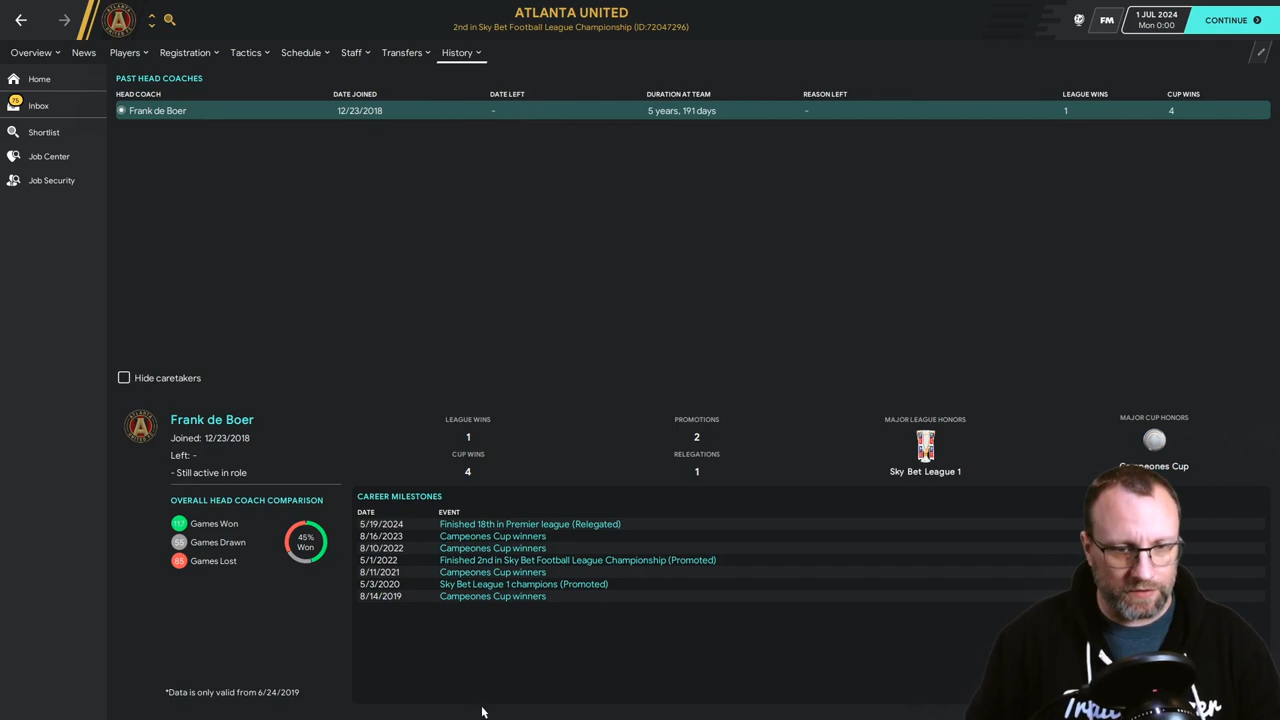 ATLANTA UNITED
2nd in Sky Bet Football League Championship (ID:72047296)
FM
1 JUL 2024
Mon 0:00
CONTINUE
Overview
News
Players
Registration
Tactics
Schedule
Staff
Transfers
History
Home
75
Inbox
Shortlist
Job Center
Job Security
PAST HEAD COACHES
HEAD COACH DATE JOINED DATE LEFT DURATION AT TEAM REASON LEFT LEAGUE WINS CUP WINS
Frank de Boer 12/23/2018 - 5 years, 191 days - 1 4
Hide caretakers
Frank de Boer
Joined: 12/23/2018
Left: -
- Still active in role
LEAGUE WINS
1
CUP WINS
4
PROMOTIONS
2
RELEGATIONS
1
MAJOR LEAGUE HONORS
Sky Bet League 1
MAJOR CUP HONORS
Campeones Cup
OVERALL HEAD COACH COMPARISON
117 Games Won
55 Games Drawn
85 Games Lost
45%
Won
*Data is only valid from 6/24/2019
CAREER MILESTONES
DATE EVENT
5/19/2024 Finished 18th in Premier league (Relegated)
8/16/2023 Campeones Cup winners
8/10/2022 Campeones Cup winners
5/1/2022 Finished 2nd in Sky Bet Football League Championship (Promoted)
8/11/2021 Campeones Cup winners
5/3/2020 Sky Bet League 1 champions (Promoted)
8/14/2019 Campeones Cup winners